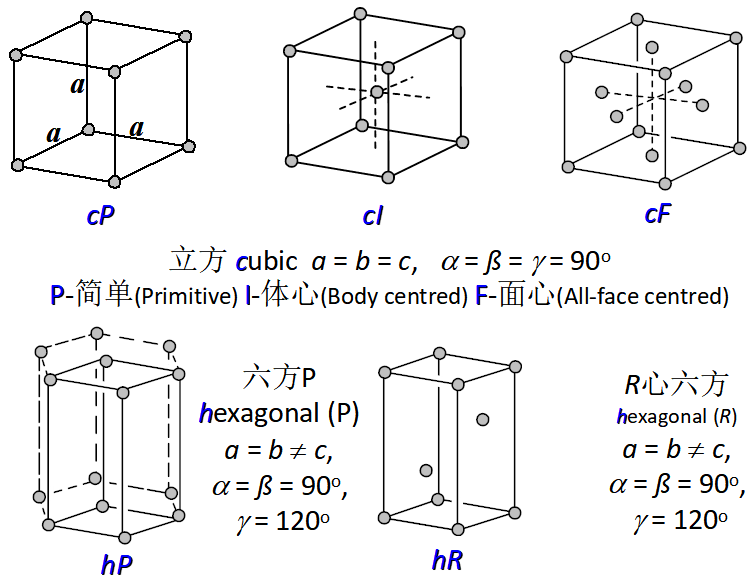 a
a a
cP cI cF
立方 cubic a = b = c, α = ß = γ = 90º
P-简单(Primitive) I-体心(Body centred) F-面心(All-face centred)
六方P
hexagonal (P)
a = b ≠ c,
α = ß = 90º,
γ = 120º
hP
hR
R心六方
hexagonal (R)
a = b ≠ c,
α = ß = 90º,
γ = 120º